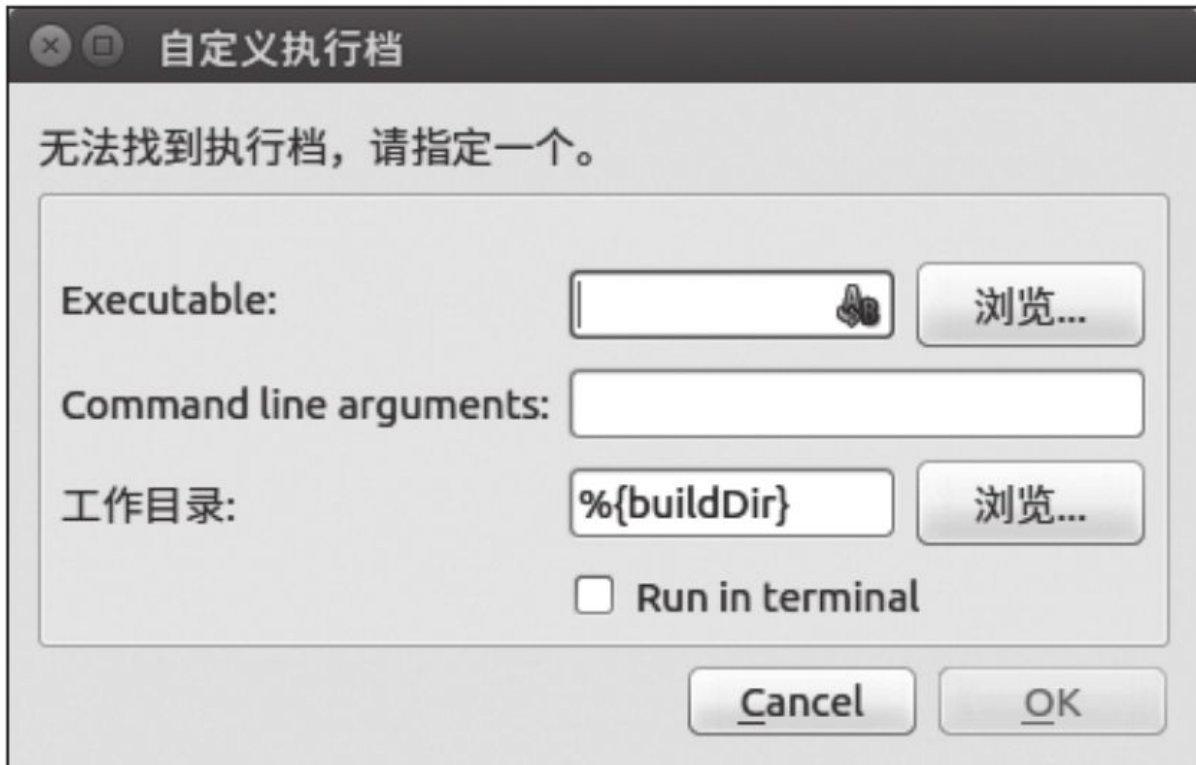 自定义执行档
无法找到执行档，请指定一个。
Executable:
浏览...
Command line arguments:
工作目录:
%{buildDir}
浏览...
Run in terminal
Cancel
OK